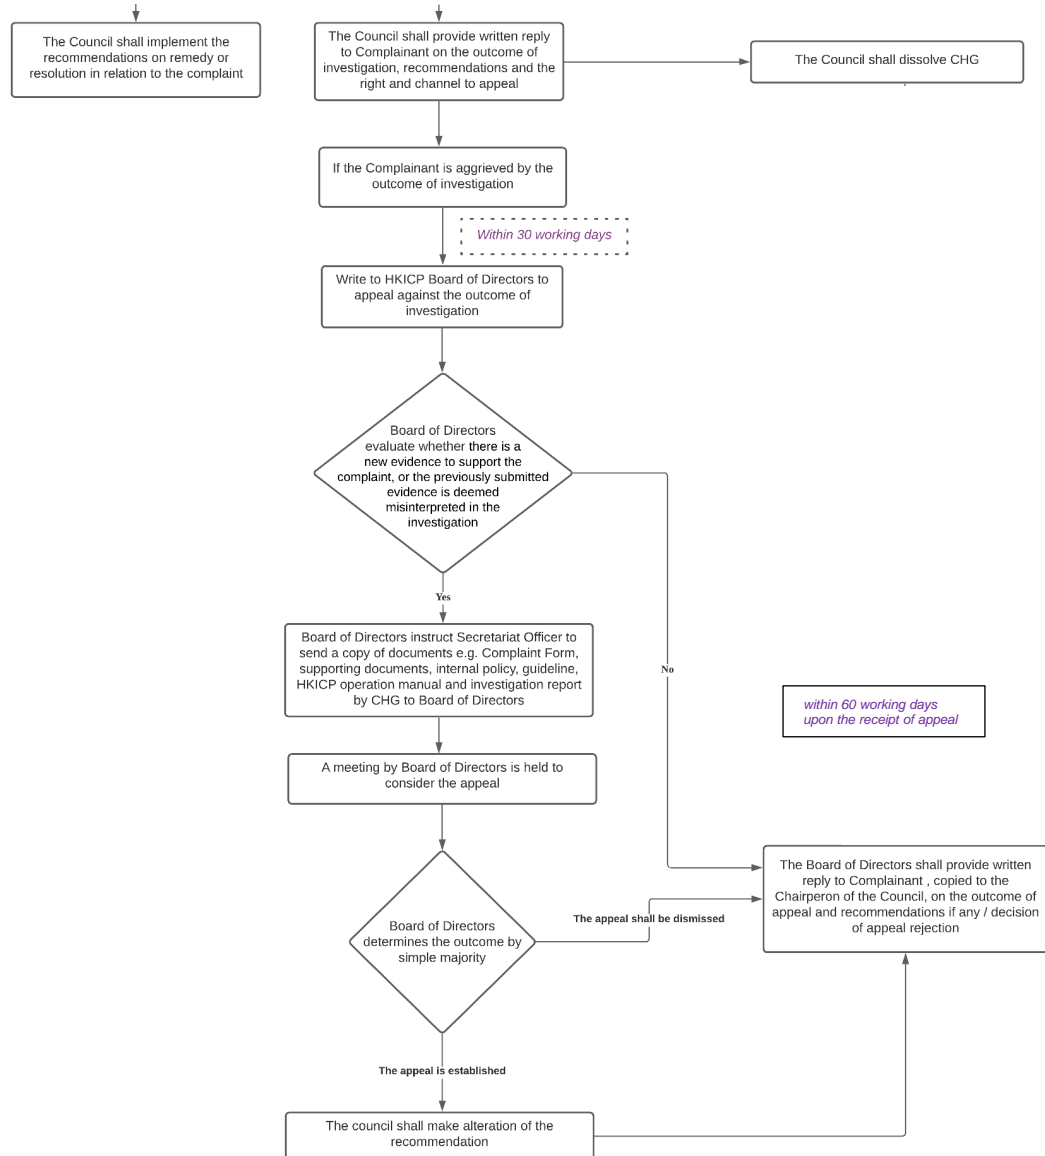 The Council shall implement the
recommendations on remedy or
resolution in relation to the complaint
The Council shall provide written reply
to Complainant on the outcome of
investigation, recommendations and the
right and channel to appeal
The Council shall dissolve CHG
If the Complainant is aggrieved by the
outcome of investigation
Within 30 working days
Write to HKICP Board of Directors to
appeal against the outcome of
investigation
Board of Directors
evaluate whether there is a
new evidence to support the
complaint, or the previously submitted
evidence is deemed
misinterpreted in the
investigation
Yes
No
Board of Directors instruct Secretariat Officer to
send a copy of documents e.g. Complaint Form,
supporting documents, internal policy, guideline,
HKICP operation manual and investigation report
by CHG to Board of Directors
within 60 working days
upon the receipt of appeal
A meeting by Board of Directors is held to
consider the appeal
Board of Directors
determines the outcome by
simple majority
The appeal shall be dismissed
The Board of Directors shall provide written
reply to Complainant , copied to the
Chairperon of the Council, on the outcome of
appeal and recommendations if any / decision
of appeal rejection
The appeal is established
The council shall make alteration of the
recommendation